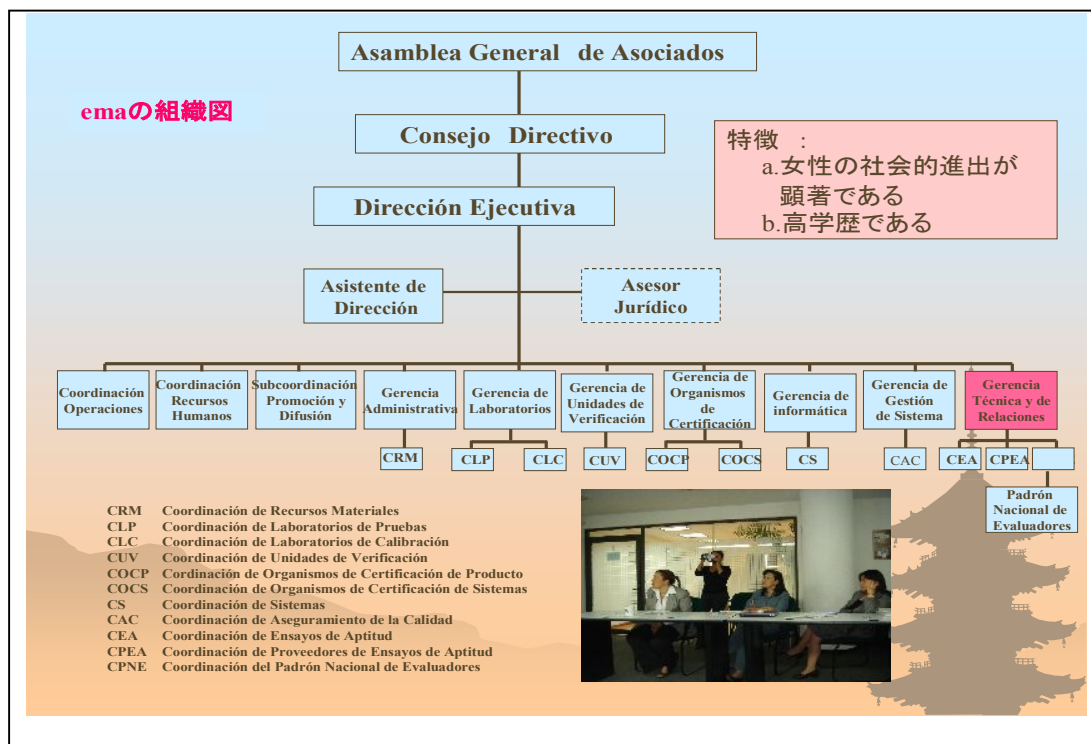 Asamblea General de Asociados
emaの組織図
Consejo Directivo
特徴 :
a.女性の社会的進出が
顕著である
b.高学歴である
Dirección Ejecutiva
Asistente de
Dirección
Asesor
Jurídico
Coordinación
Operaciones
Coordinación
Recursos
Humanos
Subcoordinación
Promoción y
Difusión
Gerencia
Administrativa
Gerencia de
Laboratorios
Gerencia de
Unidades de
Verificación
Gerencia de
Organismos
de
Certificación
Gerencia de
informática
Gerencia de
Gestión
de Sistema
Gerencia
Técnica y de
Relaciones
CRM
CLP
CLC
CUV
COCP
COCS
CS
CAC
CEA
CPEA
Padrón
Nacional de
Evaluadores
CRM Coordinación de Recursos Materiales
CLP Coordinación de Laboratorios de Pruebas
CLC Coordinación de Laboratorios de Calibración
CUV Coordinación de Unidades de Verificación
COCP Cordinación de Organismos de Certificación de Producto
COCS Coordinación de Organismos de Certificación de Sistemas
CS Coordinación de Sistemas
CAC Coordinación de Aseguramiento de la Calidad
CEA Coordinación de Ensayos de Aptitud
CPEA Coordinación de Proveedores de Ensayos de Aptitud
CPNE Coordinación del Padrón Nacional de Evaluadores